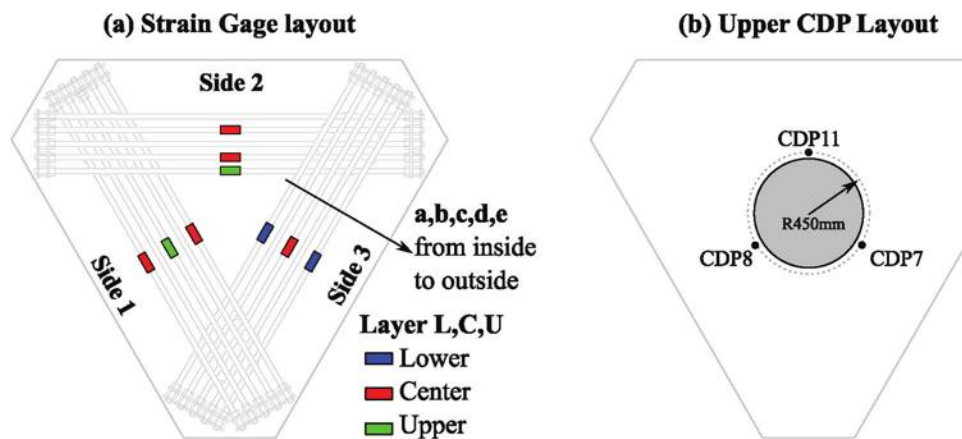 (a) Strain Gage layout
Side 2
Side 1
Side 3
a,b,c,d,e
from inside
to outside
Layer L,C,U
Lower
Center
Upper
(b) Upper CDP Layout
CDP11
R450mm
CDP8
CDP7